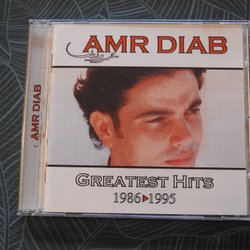 AMR DIAB
GREATEST HITS
1986 1995
AMR DIAB